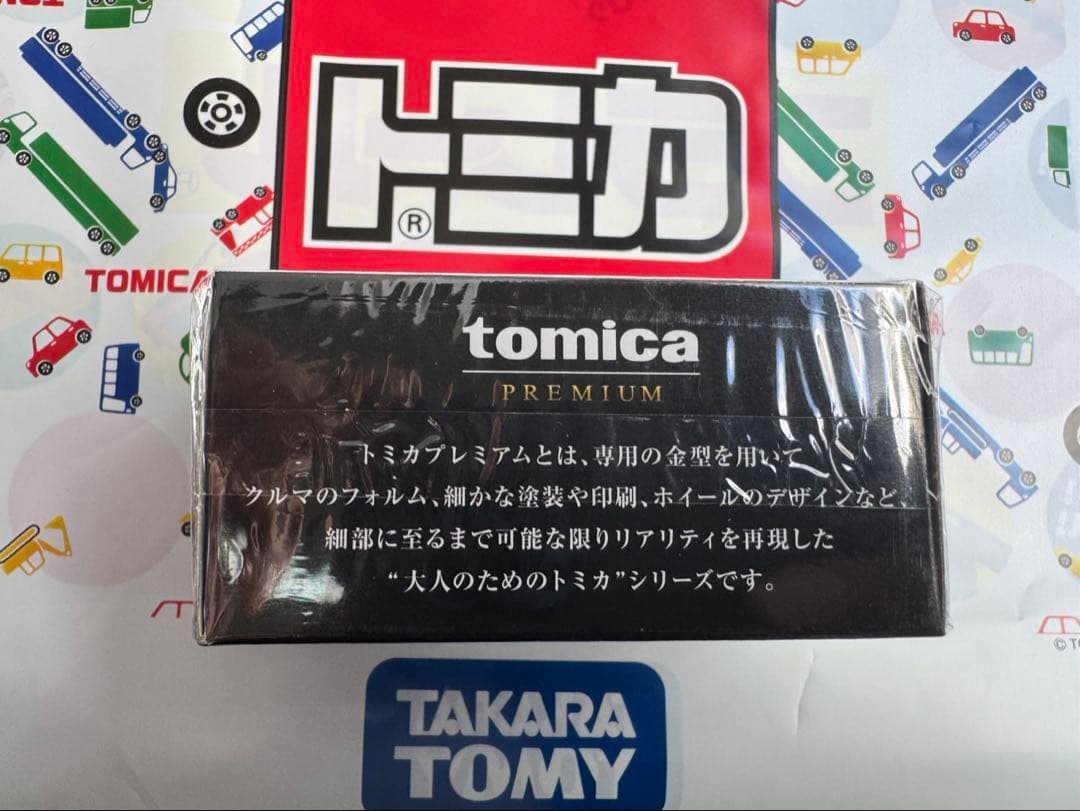 トミカ®
TOMICA
tomica
PREMIUM
トミカプレミアムとは、専用の金型を用いて
クルマのフォルム、細かな塗装や印刷、ホイールのデザインなど、
細部に至るまで可能な限りリアリティを再現した
“大人のためのトミカ”シリーズです。
TAKARA
TOMY